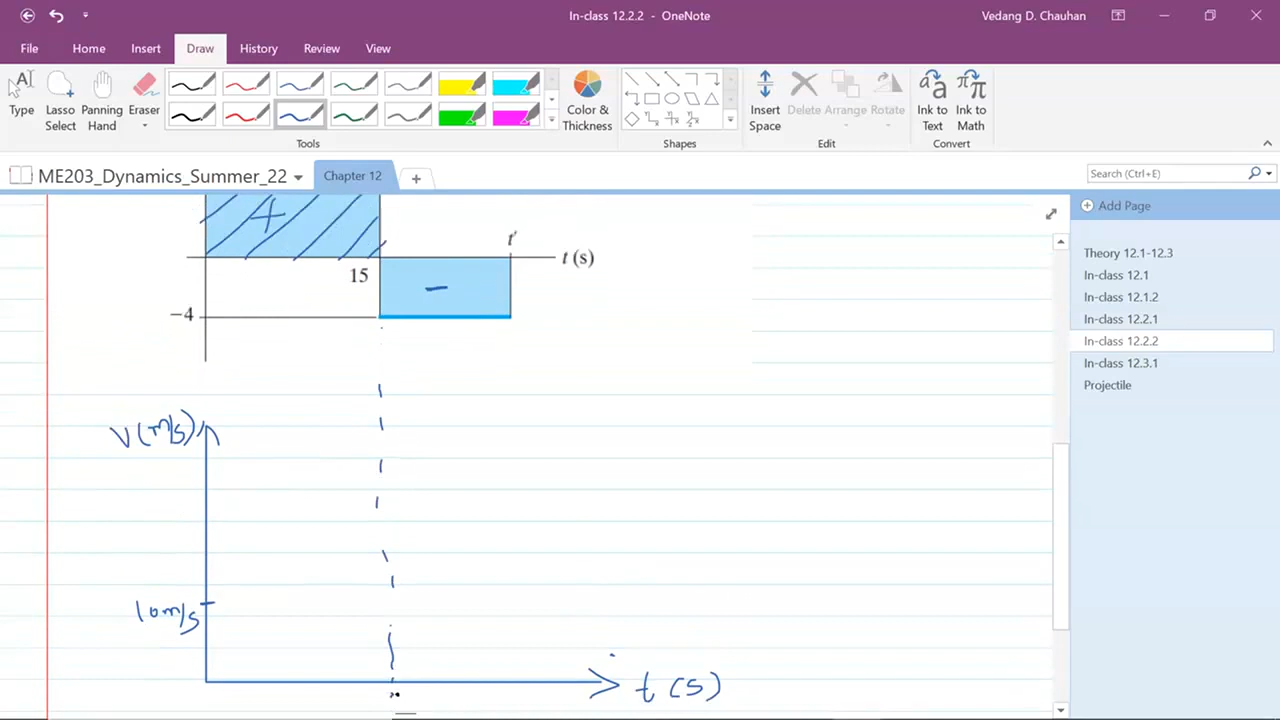 In-class 12.2.2 - OneNote
Vedang D. Chauhan
File Home Insert Draw History Review View
Type
Lasso Select
Panning Hand
Eraser
Color & Thickness
Insert Space
Delete
Arrange
Rotate
Ink to Text
Ink to Math
Tools
Shapes
Edit
Convert
ME203_Dynamics_Summer_22
Chapter 12
Search (Ctrl+E)
Add Page
Theory 12.1-12.3
In-class 12.1
In-class 12.1.2
In-class 12.2.1
In-class 12.2.2
In-class 12.3.1
Projectile
+
t'
t (s)
15
−
−4
V(m/s)
10m/s
t (s)